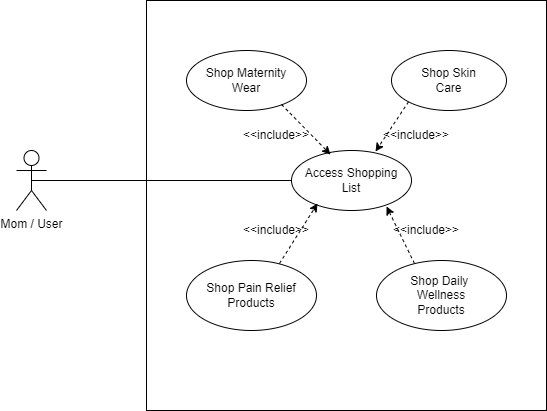 Shop Maternity
Wear
Shop Skin
Care
<<include>>
<<include>>
Access Shopping
List
Mom / User
<<include>>
<<include>>
Shop Pain Relief
Products
Shop Daily
Wellness
Products